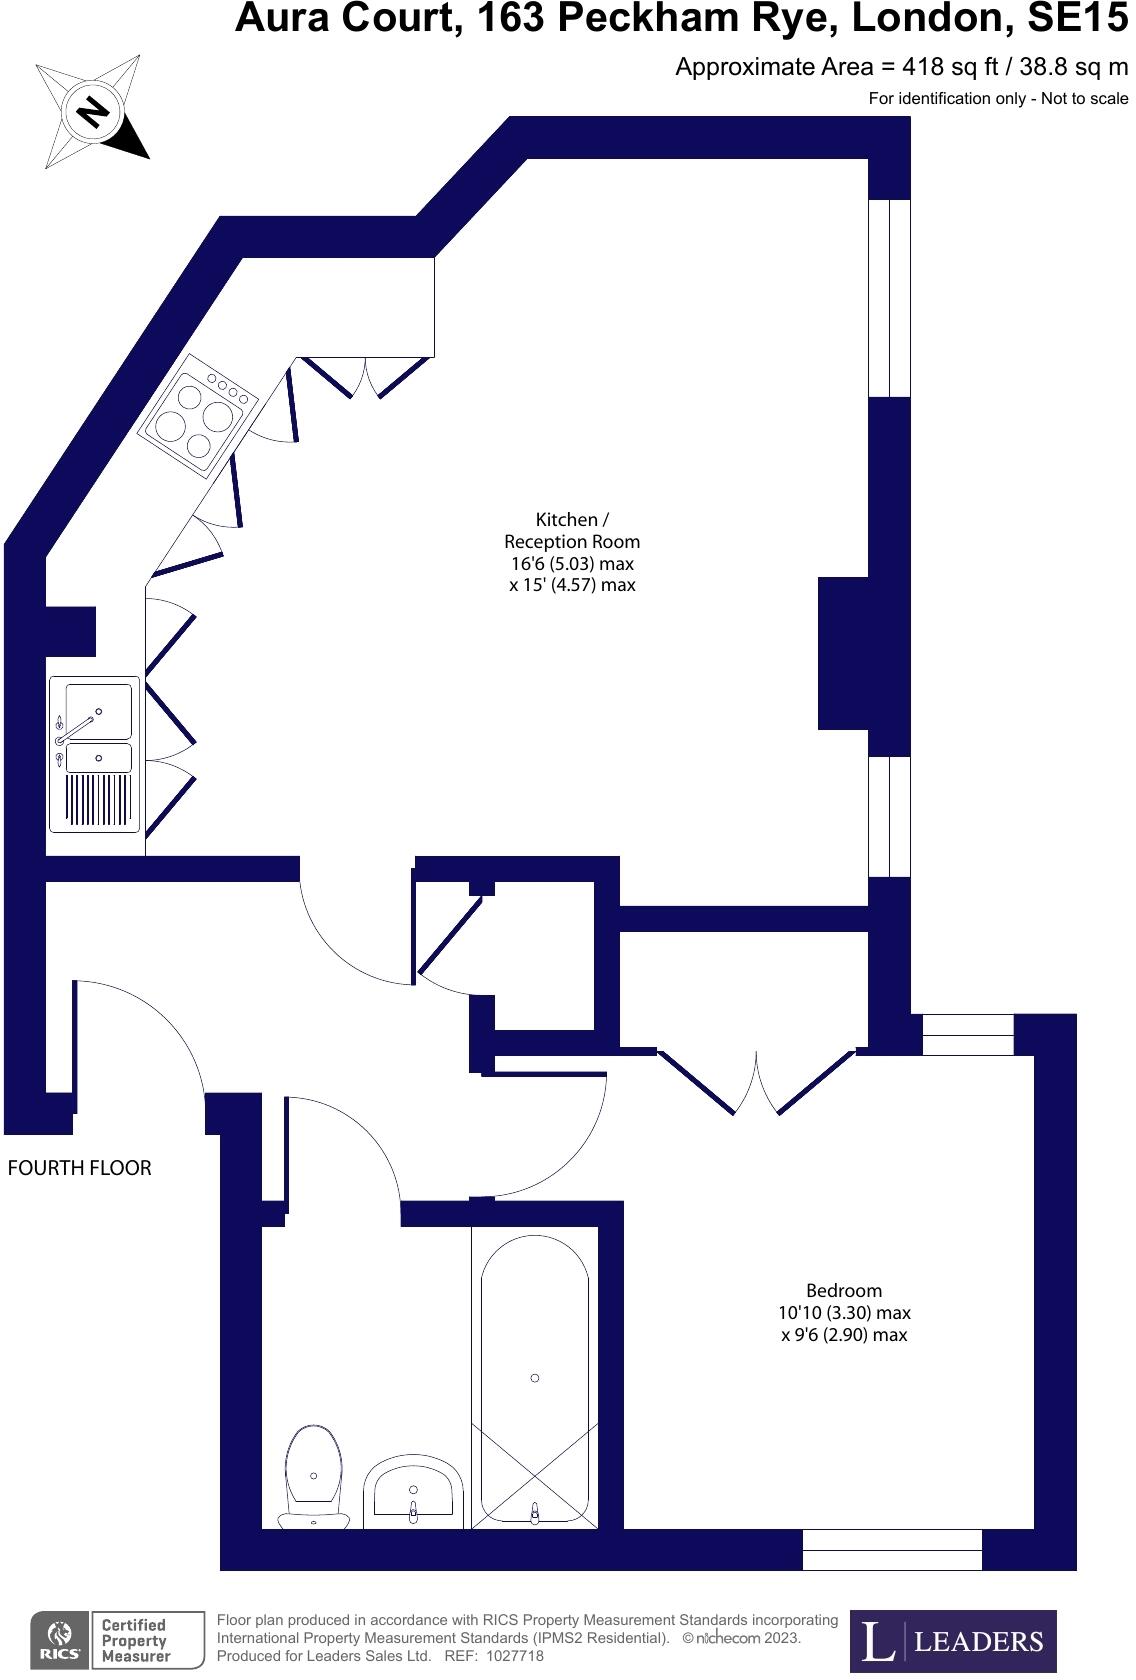 Aura Court, 163 Peckham Rye, London, SE15
Approximate Area = 418 sq ft / 38.8 sq m
For identification only - Not to scale
N
Kitchen /
Reception Room
16'6 (5.03) max
x 15' (4.57) max
FOURTH FLOOR
Bedroom
10'10 (3.30) max
x 9'6 (2.90) max
RICS
Certified
Property
Measurer
Floor plan produced in accordance with RICS Property Measurement Standards incorporating
International Property Measurement Standards (IPMS2 Residential). © nichecom 2023.
Produced for Leaders Sales Ltd. REF: 1027718
L LEADERS